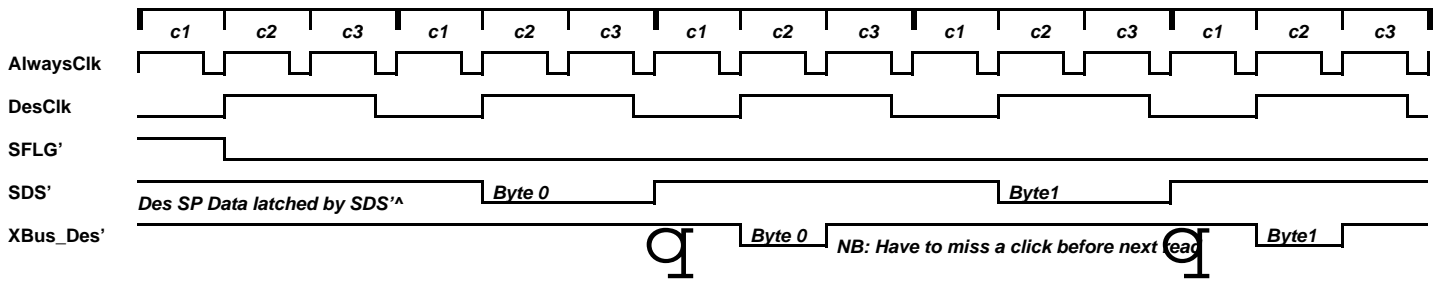 c1 c2 c3 c1 c2 c3 c1 c2 c3 c1 c2 c3 c1 c2 c3
AlwaysClk
DesClk
SFLG'
SDS' Byte 0 Byte1
Des SP Data latched by SDS'^
XBus_Des' Byte 0 NB: Have to miss a click before next read Byte1